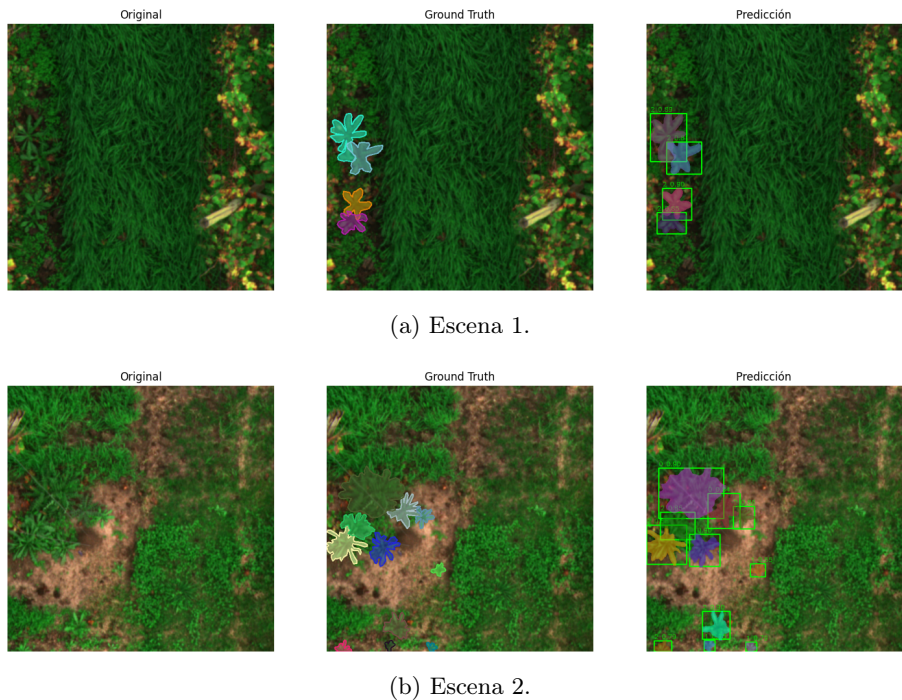 Original Ground Truth Predicción
(a) Escena 1.
Original Ground Truth Predicción
(b) Escena 2.